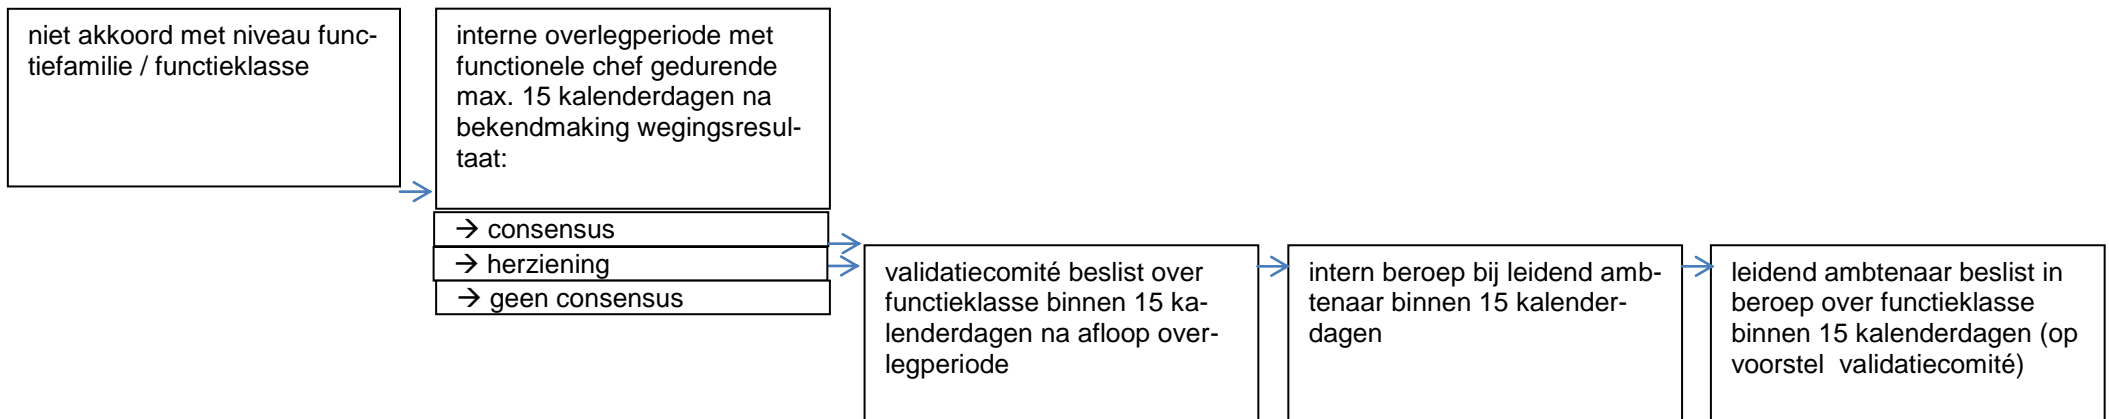 niet akkoord met niveau func-
tiefamilie / functieklasse
interne overlegperiode met
functionele chef gedurende
max. 15 kalenderdagen na
bekendmaking wegingsresul-
taat:
→ consensus
→ herziening
→ geen consensus
validatiecomité beslist over
functieklasse binnen 15 ka-
lenderdagen na afloop over-
legperiode
intern beroep bij leidend amb-
tenaar binnen 15 kalender-
dagen
leidend ambtenaar beslist in
beroep over functieklasse
binnen 15 kalenderdagen (op
voorstel validatiecomité)